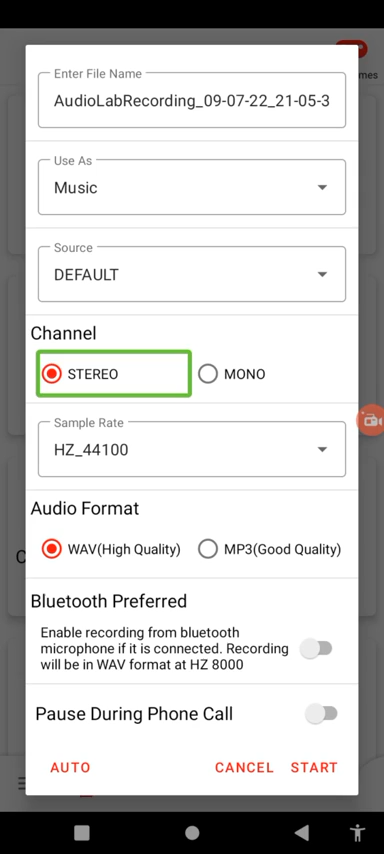 mes
Enter File Name
AudioLabRecording_09-07-22_21-05-3
Use As
Music
Source
DEFAULT
Channel
STEREO
MONO
Sample Rate
HZ_44100
Audio Format
WAV(High Quality)
MP3(Good Quality)
Bluetooth Preferred
Enable recording from bluetooth
microphone if it is connected. Recording
will be in WAV format at HZ 8000
Pause During Phone Call
AUTO
CANCEL
START